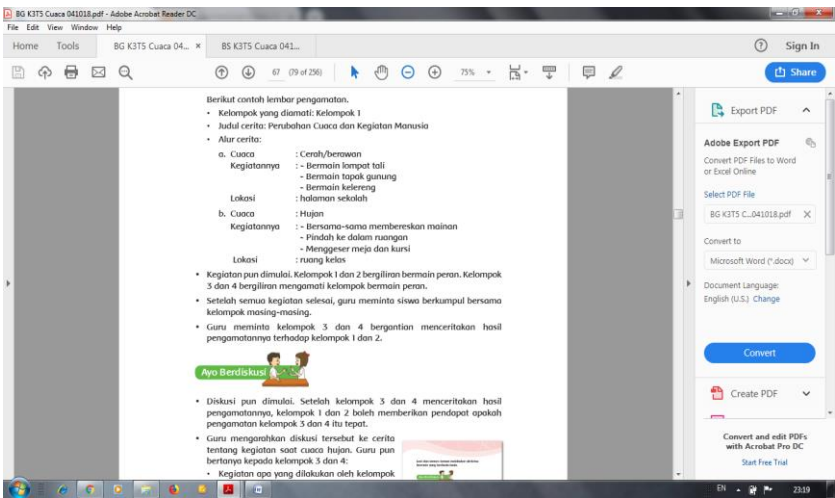 BG K3T5 Cuaca 041018.pdf - Adobe Acrobat Reader DC
File Edit View Window Help
Home Tools BG K3T5 Cuaca 04... × BS K3T5 Cuaca 041... Sign In
67 (79 of 256) 75% Share
Berikut contoh lembar pengamatan.
• Kelompok yang diamati: Kelompok 1
• Judul cerita: Perubahan Cuaca dan Kegiatan Manusia
• Alur cerita:
a. Cuaca : Cerah/berawan
Kegiatannya : - Bermain lompat tali
- Bermain tapak gunung
- Bermain kelereng
Lokasi : halaman sekolah
b. Cuaca : Hujan
Kegiatannya : - Bersama-sama membereskan mainan
- Pindah ke dalam ruangan
- Menggeser meja dan kursi
Lokasi : ruang kelas
• Kegiatan pun dimulai. Kelompok 1 dan 2 bergiliran bermain peran. Kelompok
3 dan 4 bergiliran mengamati kelompok bermain peran.
• Setelah semua kegiatan selesai, guru meminta siswa berkumpul bersama
kelompok masing-masing.
• Guru meminta kelompok 3 dan 4 bergantian menceritakan hasil
pengamatannya terhadap kelompok 1 dan 2.
Ayo Berdiskusi
• Diskusi pun dimulai. Setelah kelompok 3 dan 4 menceritakan hasil
pengamatannya, kelompok 1 dan 2 boleh memberikan pendapat apakah
pengamatan kelompok 3 dan 4 itu tepat.
• Guru mengarahkan diskusi tersebut ke cerita
tentang kegiatan saat cuaca hujan. Guru pun
bertanya kepada kelompok 3 dan 4:
• Kegiatan apa yang dilakukan oleh kelompok
Export PDF
Adobe Export PDF
Convert PDF Files to Word
or Excel Online
Select PDF File
BG K3T5 C...041018.pdf ×
Convert to
Microsoft Word (*.docx)
Document Language:
English (U.S.) Change
Convert
Create PDF
Convert and edit PDFs
with Acrobat Pro DC
Start Free Trial
EN 23:19